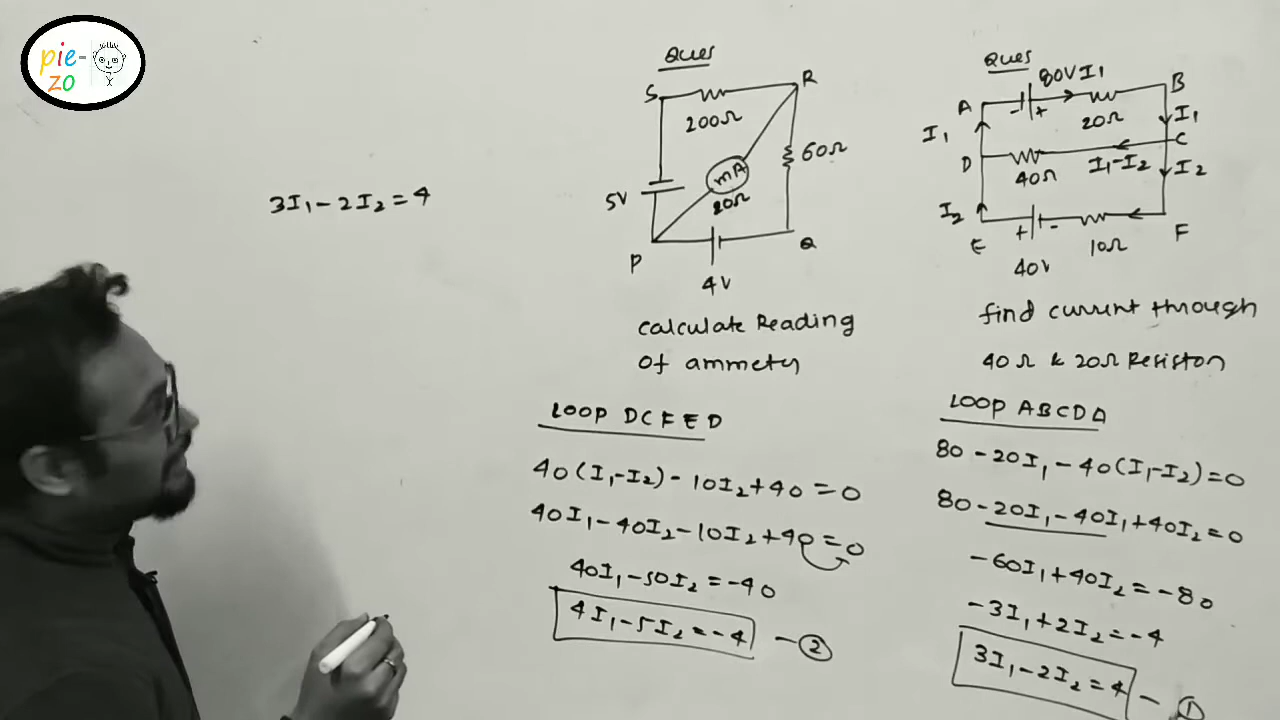 pie-
zo
3I₁ - 2I₂ = 4
Ques
S
R
200Ω
60Ω
mA
20Ω
5V
P
Q
4V
calculate Reading
of ammety
Ques
80V I₁
A
B
- +
20Ω
I₁
I₁
D
C
40Ω
I₁-I₂
I₂
I₂
+ -
E
10Ω
F
40V
find current through
40Ω & 20Ω Resistor
LOOP DCFED
40(I₁-I₂) - 10I₂ + 40 = 0
40I₁ - 40I₂ - 10I₂ + 40 = 0
40I₁ - 50I₂ = -40
4I₁ - 5I₂ = -4 - ②
LOOP ABCDA
80 - 20I₁ - 40(I₁-I₂) = 0
80 - 20I₁ - 40I₁ + 40I₂ = 0
-60I₁ + 40I₂ = -80
-3I₁ + 2I₂ = -4
3I₁ - 2I₂ = 4 - ①